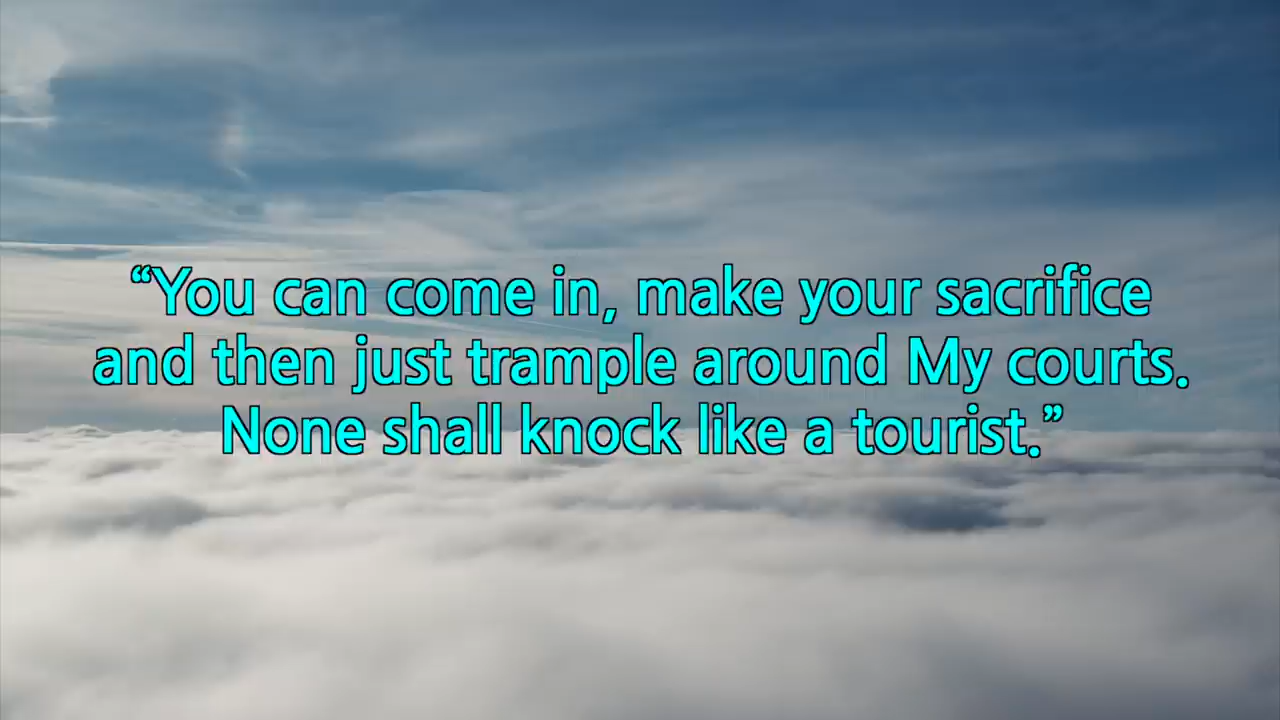 “You can come in, make your sacrifice
and then just trample around My courts.
None shall knock like a tourist.”